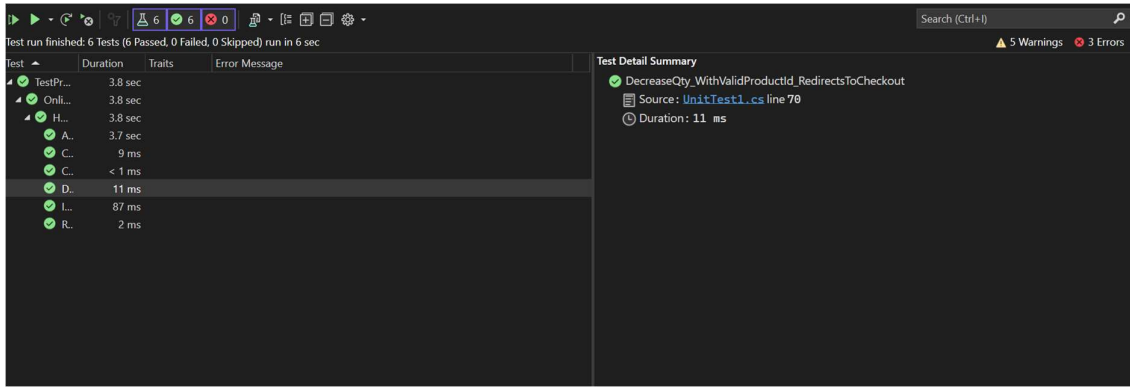 6 6 0
Search (Ctrl+I)
Test run finished: 6 Tests (6 Passed, 0 Failed, 0 Skipped) run in 6 sec
5 Warnings 3 Errors
Test Duration Traits Error Message
TestPr... 3.8 sec
Onli... 3.8 sec
H... 3.8 sec
A.. 3.7 sec
C.. 9 ms
C.. < 1 ms
D.. 11 ms
I... 87 ms
R.. 2 ms
Test Detail Summary
DecreaseQty_WithValidProductId_RedirectsToCheckout
Source: UnitTest1.cs line 70
Duration: 11 ms